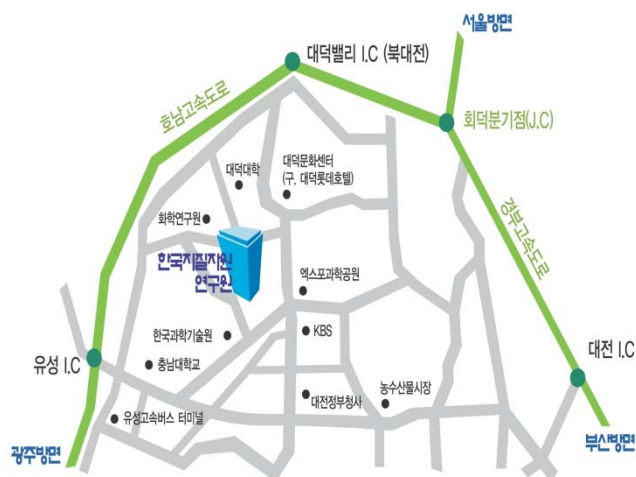 서울방면
대덕밸리 I.C (북대전)
호남고속도로
회덕분기점(J.C)
대덕문화센터
(구. 대덕롯데호텔)
대덕대학
화학연구원
경부고속도로
한국지질자원
연구원
엑스포과학공원
한국과학기술원
KBS
유성 I.C
충남대학교
대전 I.C
대전정부청사
농수산물시장
유성고속버스 터미널
광주방면
부산방면